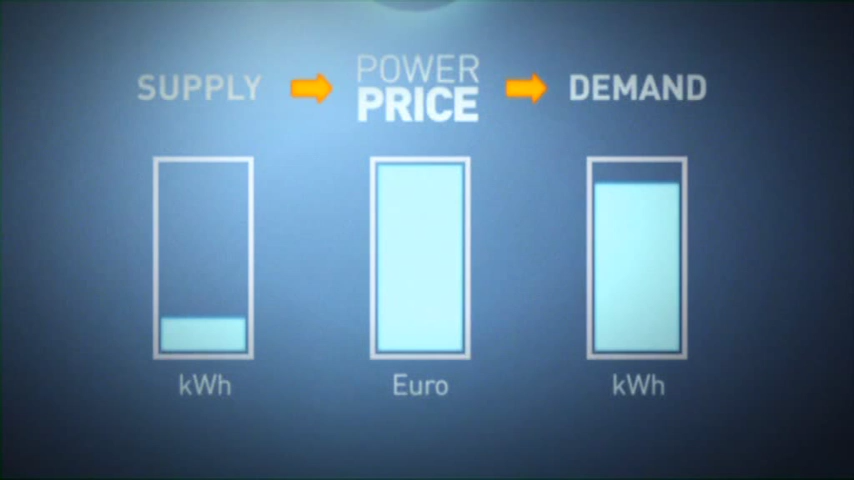 SUPPLY
POWER
PRICE
DEMAND
kWh
Euro
kWh